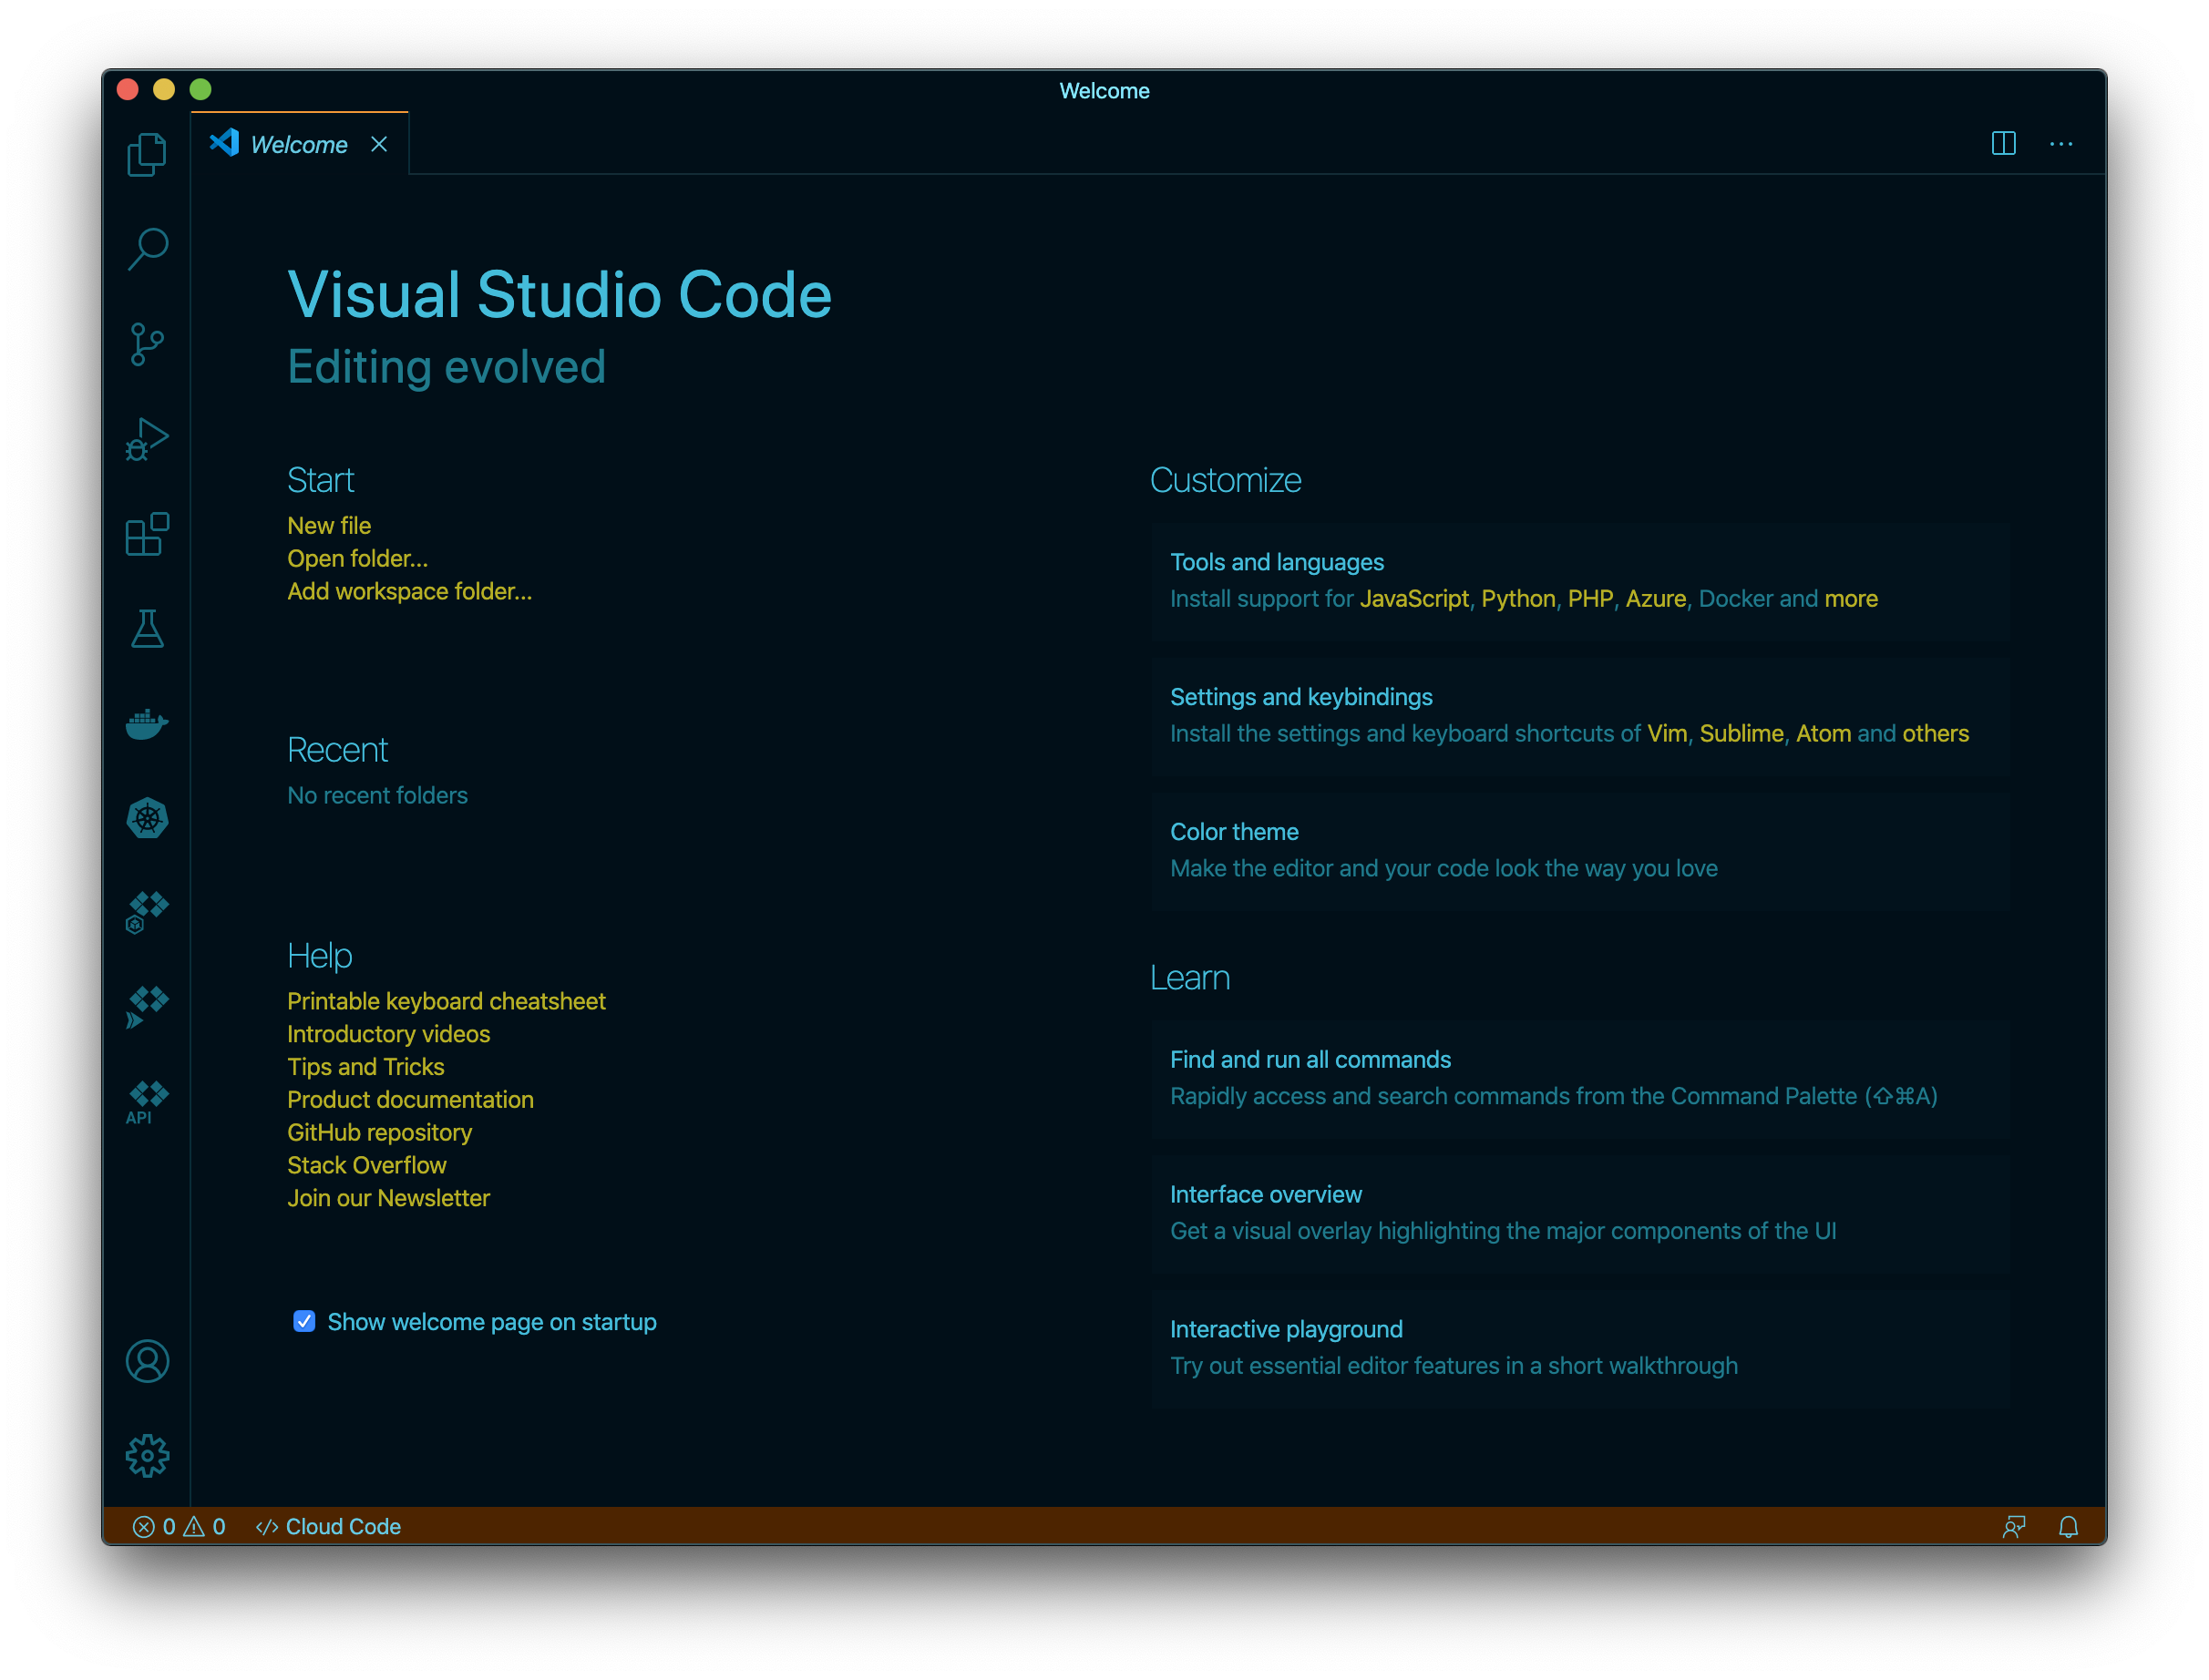 Welcome
Welcome
Visual Studio Code
Editing evolved
Start
New file
Open folder...
Add workspace folder...
Recent
No recent folders
Help
Printable keyboard cheatsheet
Introductory videos
Tips and Tricks
Product documentation
GitHub repository
Stack Overflow
Join our Newsletter
Show welcome page on startup
Customize
Tools and languages
Install support for JavaScript, Python, PHP, Azure, Docker and more
Settings and keybindings
Install the settings and keyboard shortcuts of Vim, Sublime, Atom and others
Color theme
Make the editor and your code look the way you love
Learn
Find and run all commands
Rapidly access and search commands from the Command Palette (⇧⌘A)
Interface overview
Get a visual overlay highlighting the major components of the UI
Interactive playground
Try out essential editor features in a short walkthrough
API
0 0 Cloud Code